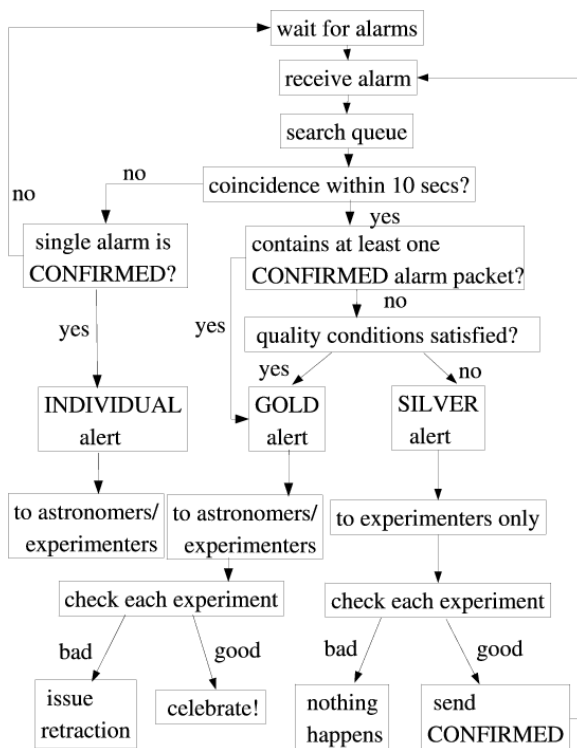 wait for alarms
receive alarm
search queue
coincidence within 10 secs?
no
no
yes
single alarm is
CONFIRMED?
contains at least one
CONFIRMED alarm packet?
no
yes
yes
quality conditions satisfied?
yes
no
INDIVIDUAL
alert
GOLD
alert
SILVER
alert
to astronomers/
experimenters
to astronomers/
experimenters
to experimenters only
check each experiment
check each experiment
bad
good
bad
good
issue
retraction
celebrate!
nothing
happens
send
CONFIRMED